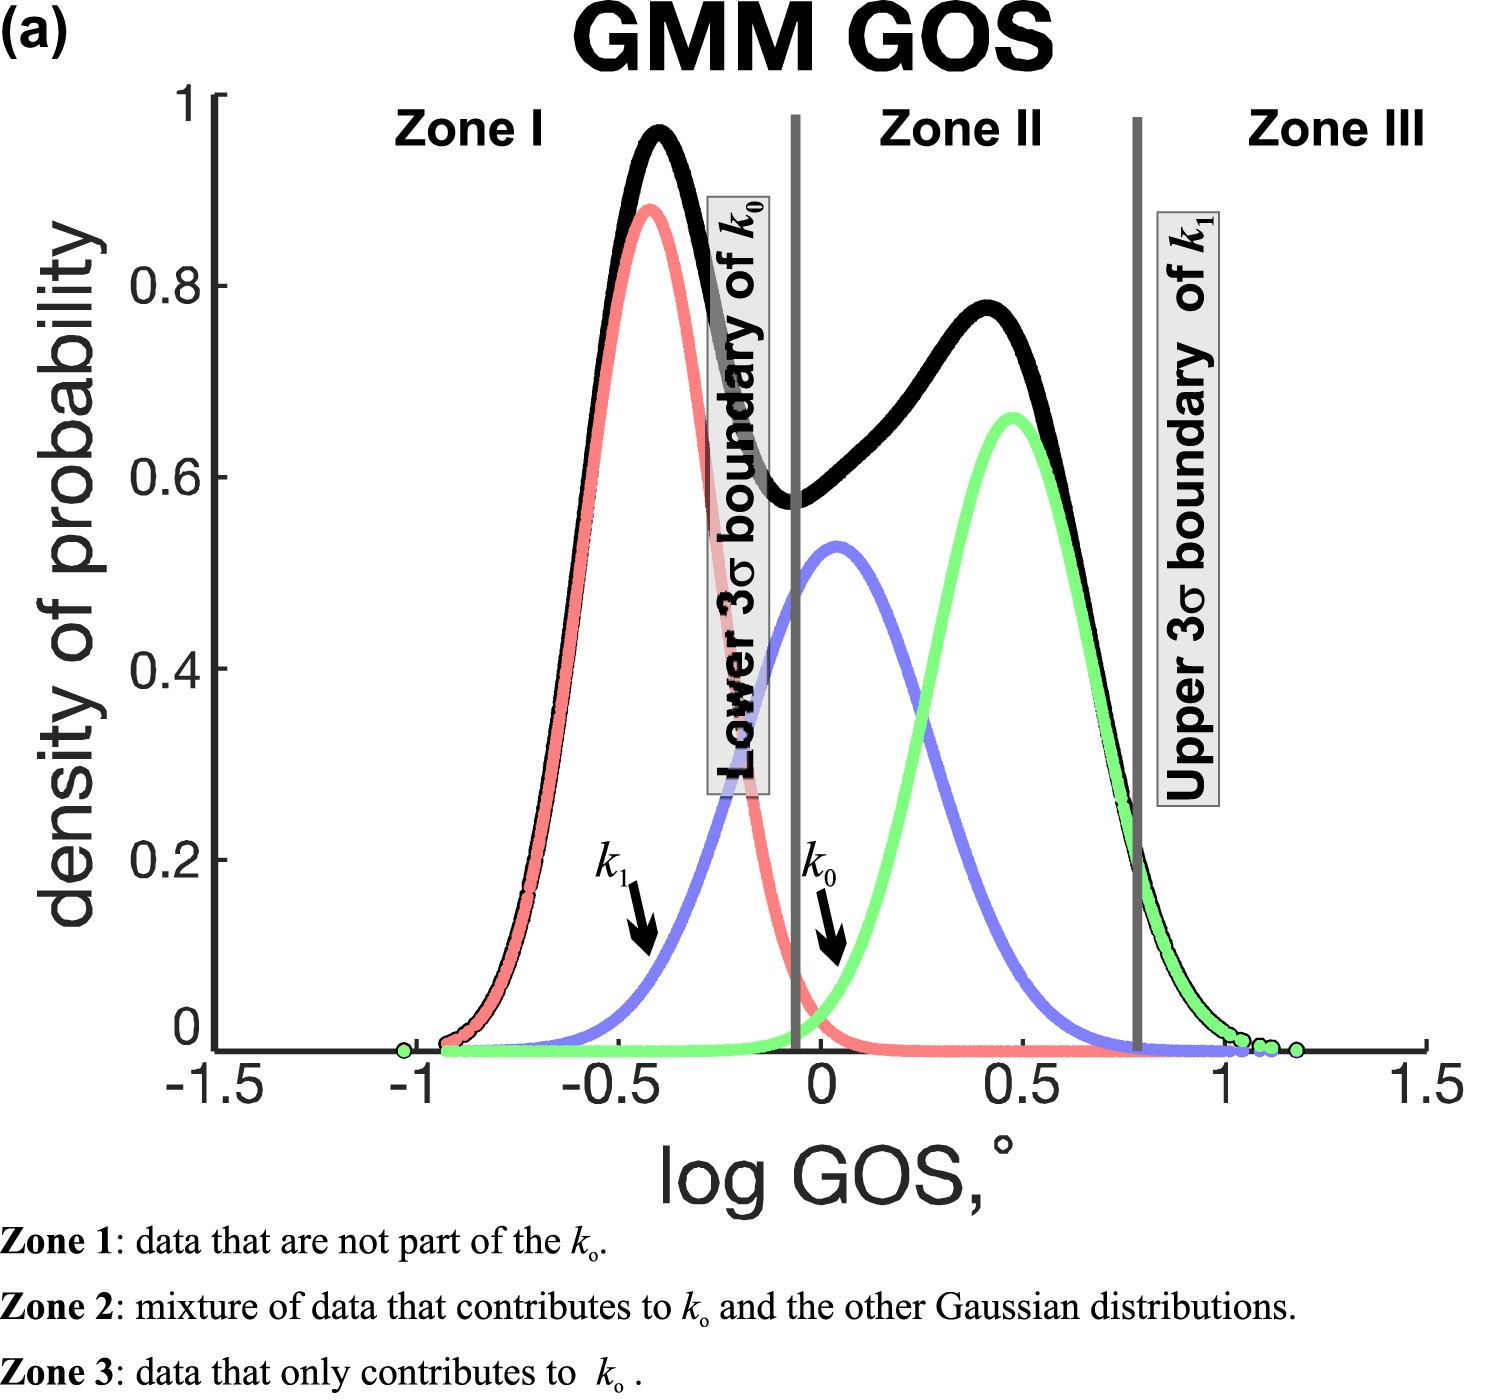 (a)
GMM GOS
Zone I
Zone II
Zone III
density of probability
1
0.8
0.6
0.4
0.2
0
Lower 3σ boundary of k₀
Upper 3σ boundary of k₁
k₁
k₀
-1.5
-1
-0.5
0
0.5
1
1.5
log GOS,°
Zone 1: data that are not part of the kₒ.
Zone 2: mixture of data that contributes to kₒ and the other Gaussian distributions.
Zone 3: data that only contributes to kₒ .